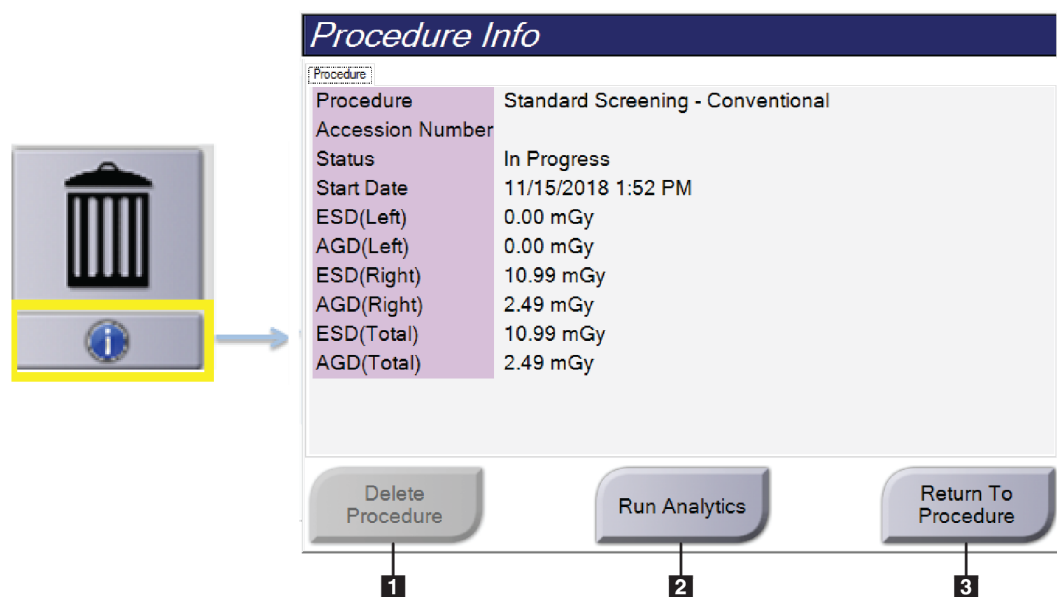 Procedure Info
Procedure
Procedure Standard Screening - Conventional
Accession Number
Status In Progress
Start Date 11/15/2018 1:52 PM
ESD(Left) 0.00 mGy
AGD(Left) 0.00 mGy
ESD(Right) 10.99 mGy
AGD(Right) 2.49 mGy
ESD(Total) 10.99 mGy
AGD(Total) 2.49 mGy
i
Delete
Procedure
Run Analytics
Return To
Procedure
1 2 3